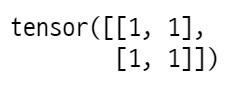 tensor([[1, 1],
        [1, 1]])